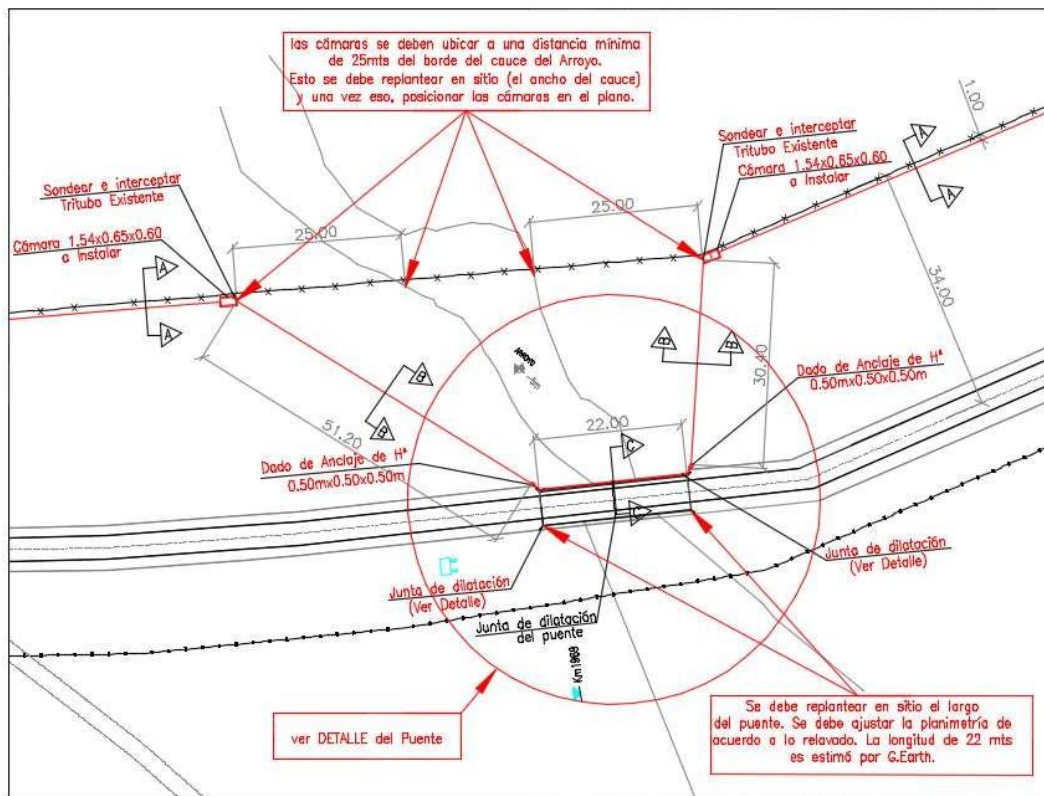 las cámaras se deben ubicar a una distancia mínima
de 25mts del borde del cauce del Arroyo.
Esto se debe replantear en sitio (el ancho del cauce)
y una vez eso, posicionar las cámaras en el plano.
1.00
Sondear e interceptar
Tritubo Existente
Cámara 1.54x0.65x0.60
a Instalar
A
A
Sondear e interceptar
Tritubo Existente
Cámara 1.54x0.65x0.60
a Instalar
25.00
25.00
A
A
34.00
30.40
B
B
B
B
Arroyo
51.20
22.00
C
C
Dado de Anclaje de Hª
0.50mx0.50x0.50m
Dado de Anclaje de Hª
0.50mx0.50x0.50m
Junta de dilatación
(Ver Detalle)
Junta de dilatación
(Ver Detalle)
Junta de dilatación
del puente
Km1969
ver DETALLE del Puente
Se debe replantear en sitio el largo
del puente. Se debe ajustar la planimetría de
acuerdo a lo relavado. La longitud de 22 mts
es estimó por G.Earth.